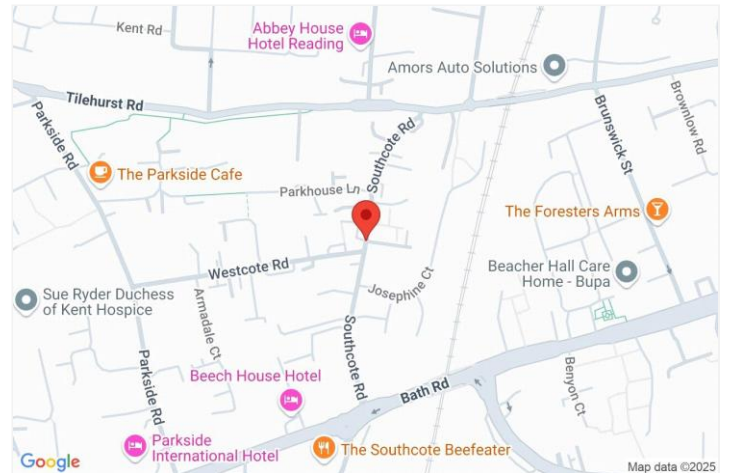 Kent Rd
Abbey House
Hotel Reading
Amors Auto Solutions
Tilehurst Rd
Parkside Rd
Southcote Rd
Brunswick St
Brownlow Rd
The Parkside Cafe
Parkhouse Ln
The Foresters Arms
Westcote Rd
Josephine Ct
Beacher Hall Care
Home - Bupa
Sue Ryder Duchess
of Kent Hospice
Armadale Ct
Southcote Rd
Parkside Rd
Beech House Hotel
Bath Rd
Benyon Ct
Parkside
International Hotel
The Southcote Beefeater
Google
Map data ©2025